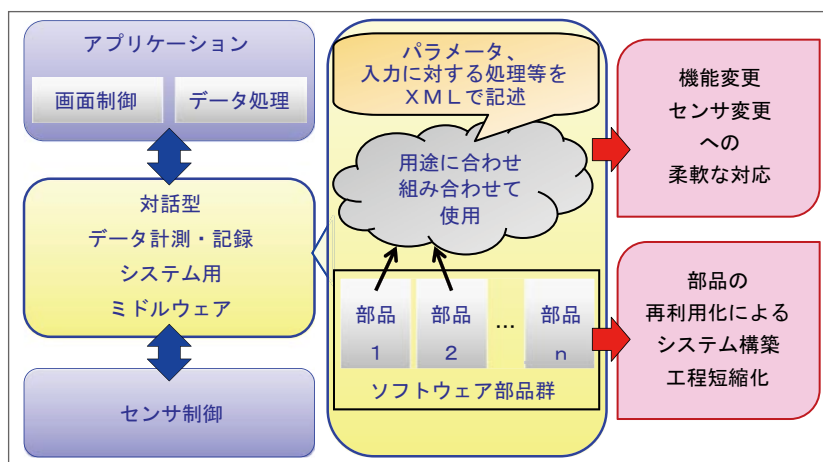 アプリケーション
画面制御
データ処理
対話型
データ計測・記録
システム用
ミドルウェア
センサ制御
パラメータ、
入力に対する処理等を
ＸＭＬで記述
用途に合わせ
組み合わせて
使用
部品
１
部品
２
…
部品
ｎ
ソフトウェア部品群
機能変更
センサ変更
への
柔軟な対応
部品の
再利用化による
システム構築
工程短縮化